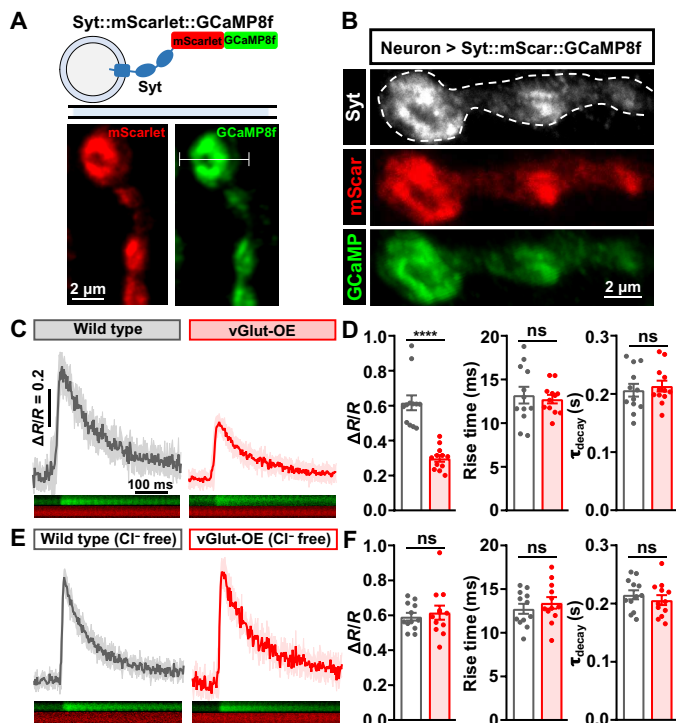 A
Syt::mScarlet::GCaMP8f
mScarlet GCaMP8f
Syt
mScarlet
GCaMP8f
2 µm
B
Neuron > Syt::mScar::GCaMP8f
Syt
mScar
GCaMP
2 µm
C
Wild type
vGlut-OE
ΔR/R = 0.2
100 ms
D
ΔR/R
1.0
0.8
0.6
0.4
0.2
0.0
****
Rise time (ms)
20
15
10
5
0
ns
τdecay (s)
0.3
0.2
0.1
0
ns
E
Wild type (Cl⁻ free)
vGlut-OE (Cl⁻ free)
F
ΔR/R
1.0
0.8
0.6
0.4
0.2
0.0
ns
Rise time (ms)
20
15
10
5
0
ns
τdecay (s)
0.3
0.2
0.1
0
ns